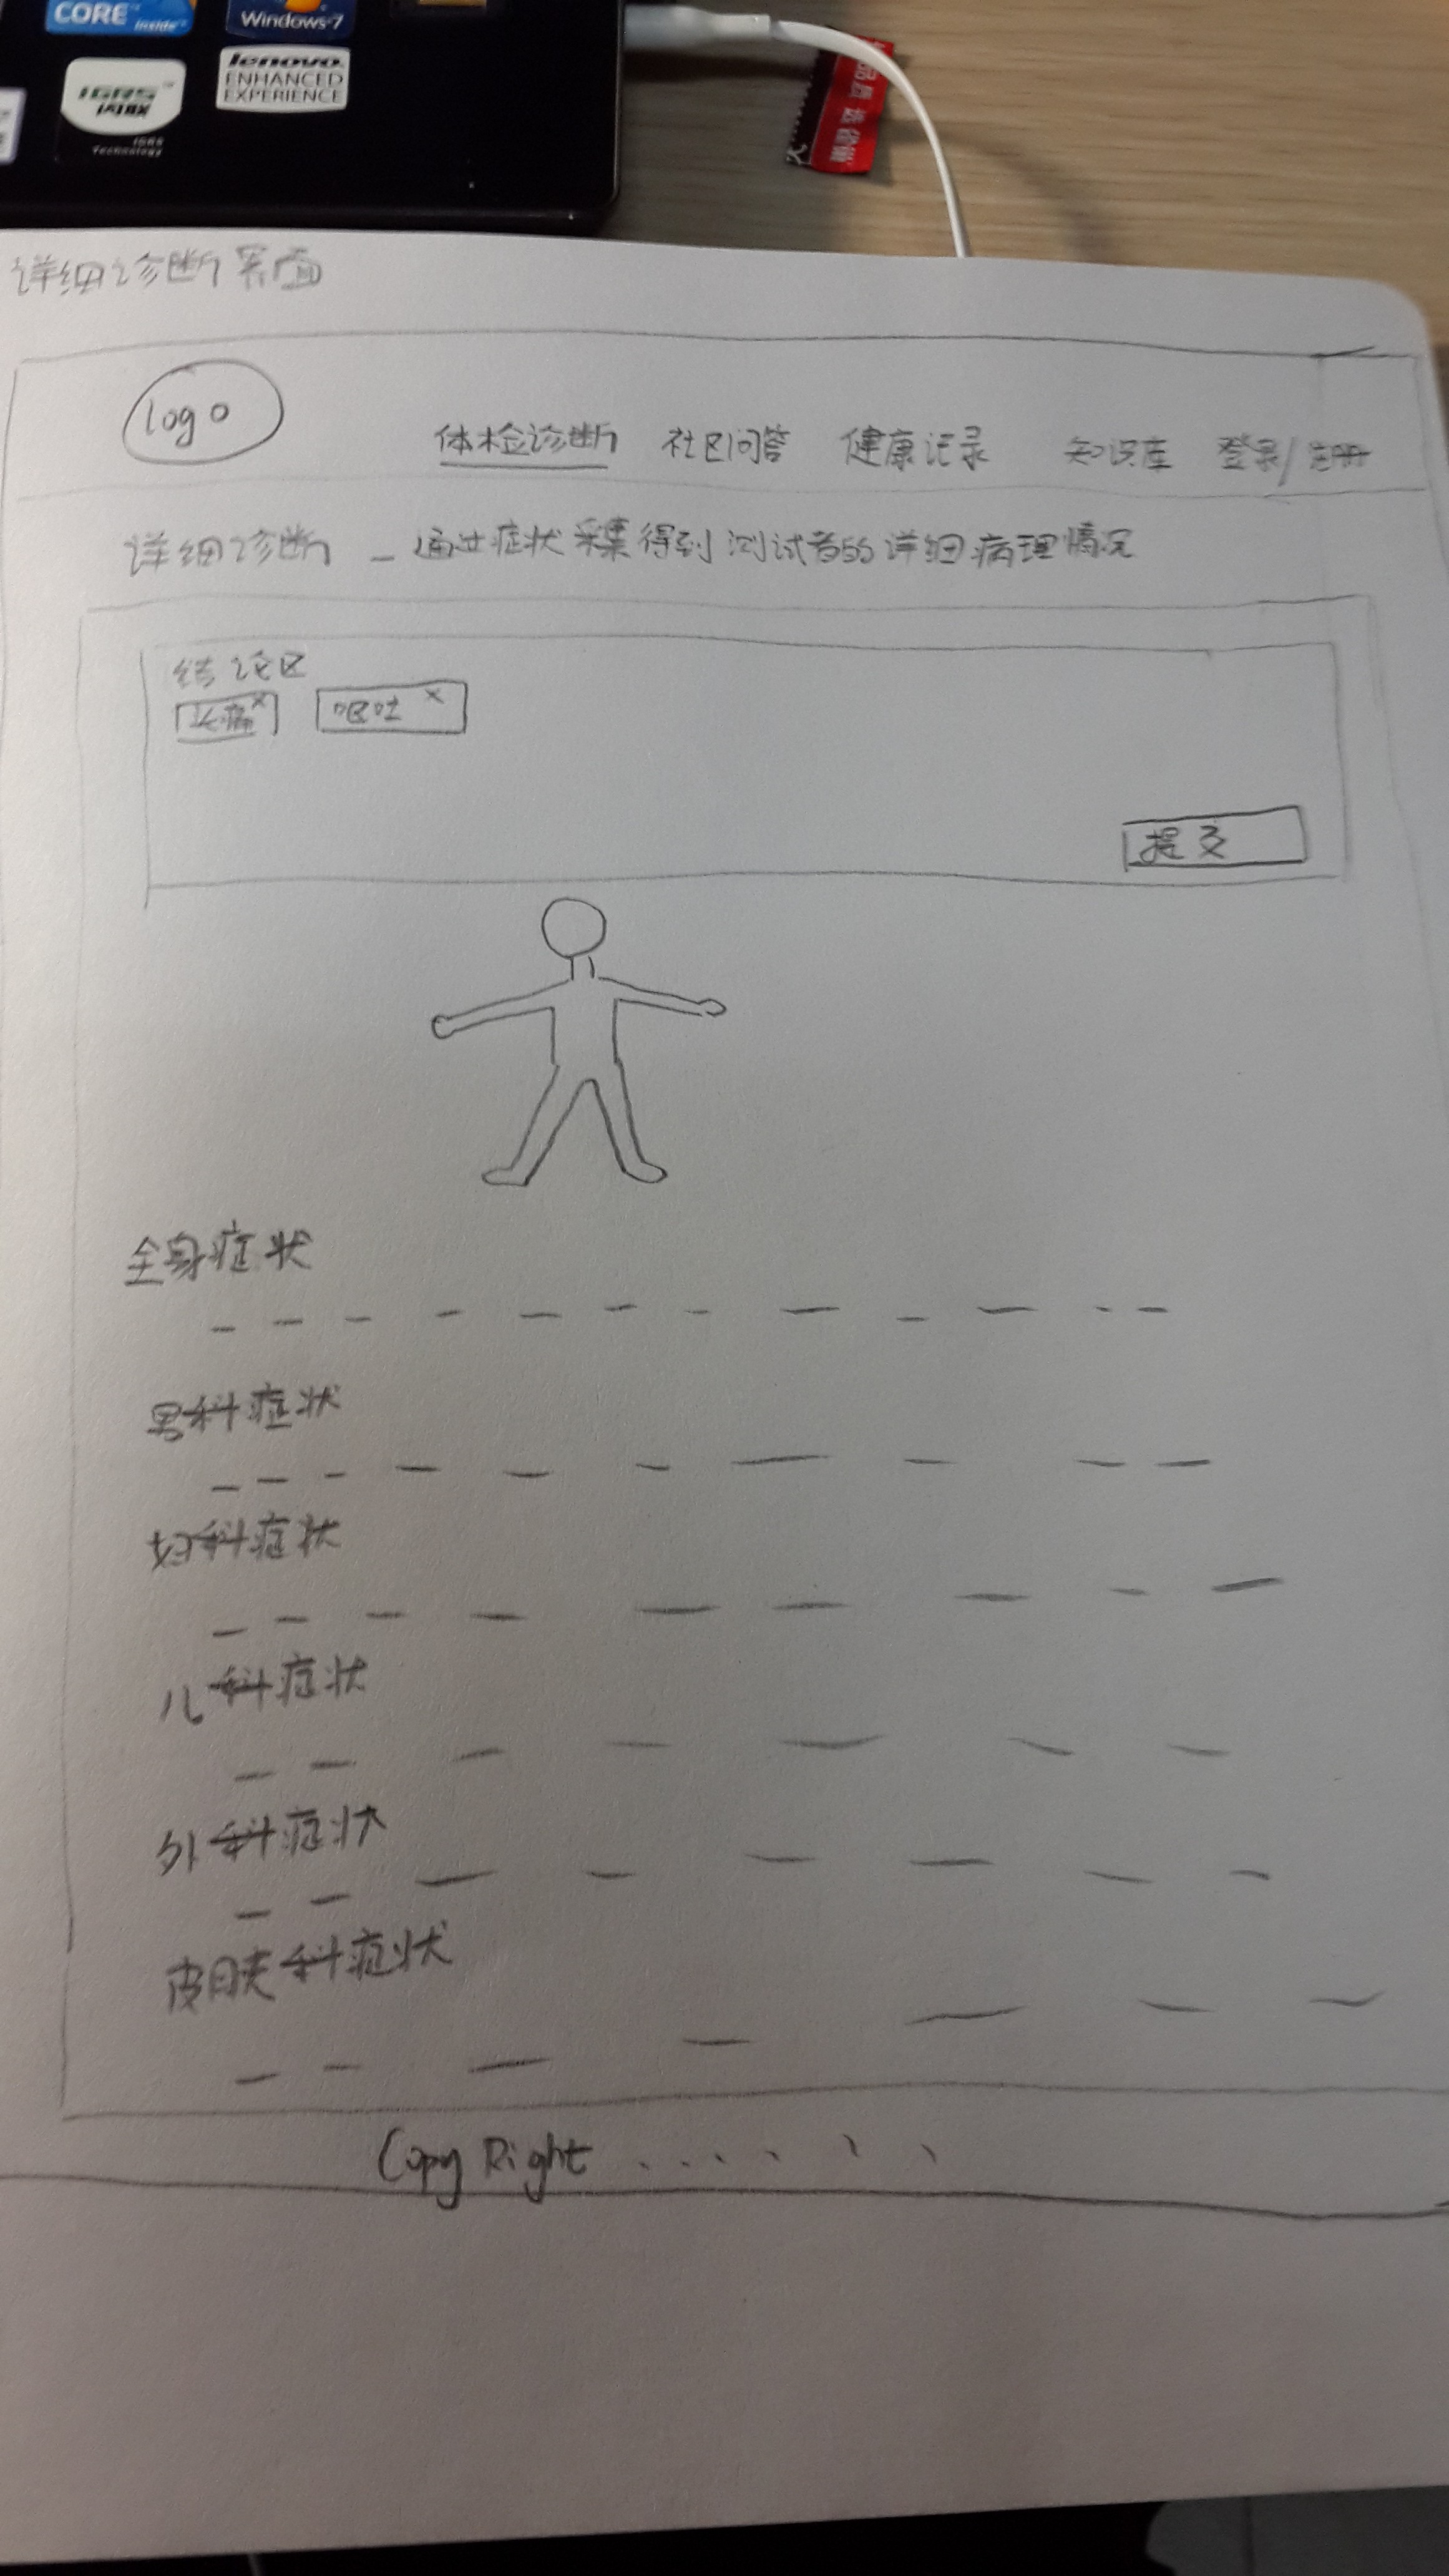 CORE inside
Windows 7
IGRS 闪联
IGRS Technology
lenovo
ENHANCED EXPERIENCE
详细诊断界面
logo
体检诊断 社区问答 健康记录 知识库 登录/注册
详细诊断 - 通过症状采集得到测试者的详细病理情况
结论区
头痛 x 呕吐 x
提交
全身症状
男科症状
妇科症状
儿科症状
外科症状
皮肤科症状
Copy Right . . . . . .